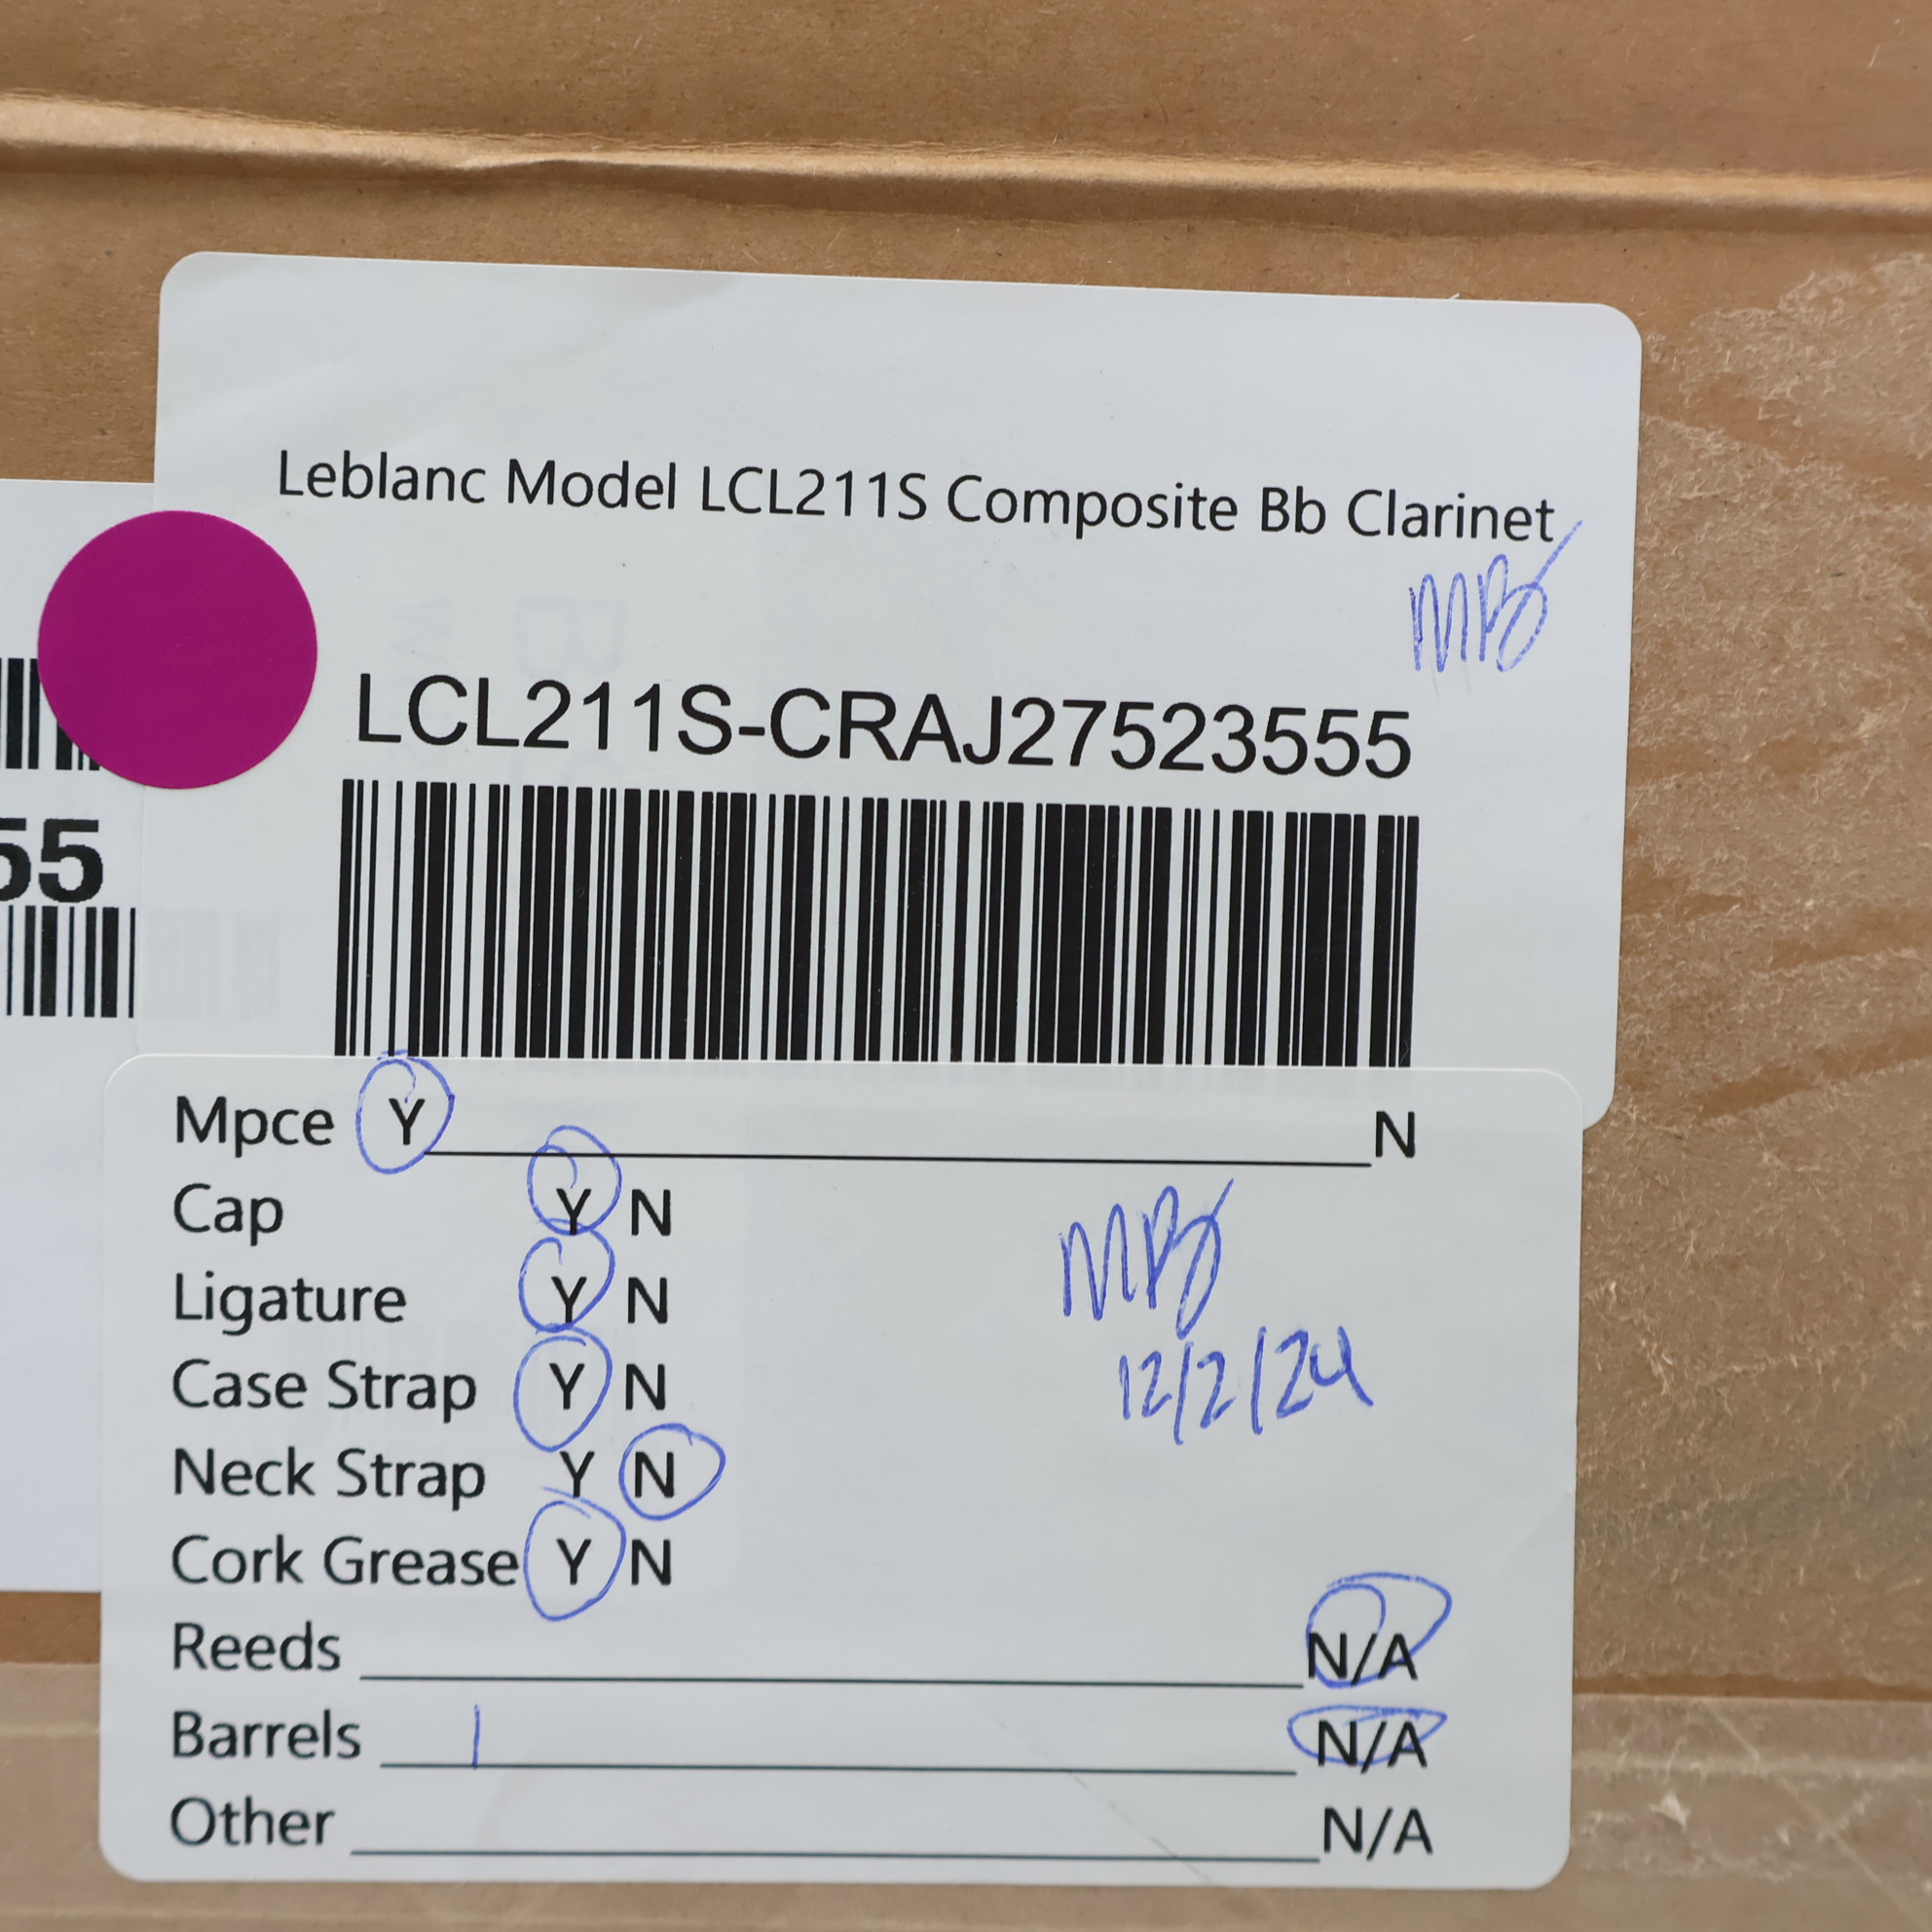 Leblanc Model LCL211S Composite Bb Clarinet
MB
LCL211S-CRAJ27523555
55
Mpce Y N
Cap Y N
Ligature Y N
MB
12/2/24
Case Strap Y N
Neck Strap Y N
Cork Grease Y N
Reeds N/A
Barrels 1 N/A
Other N/A